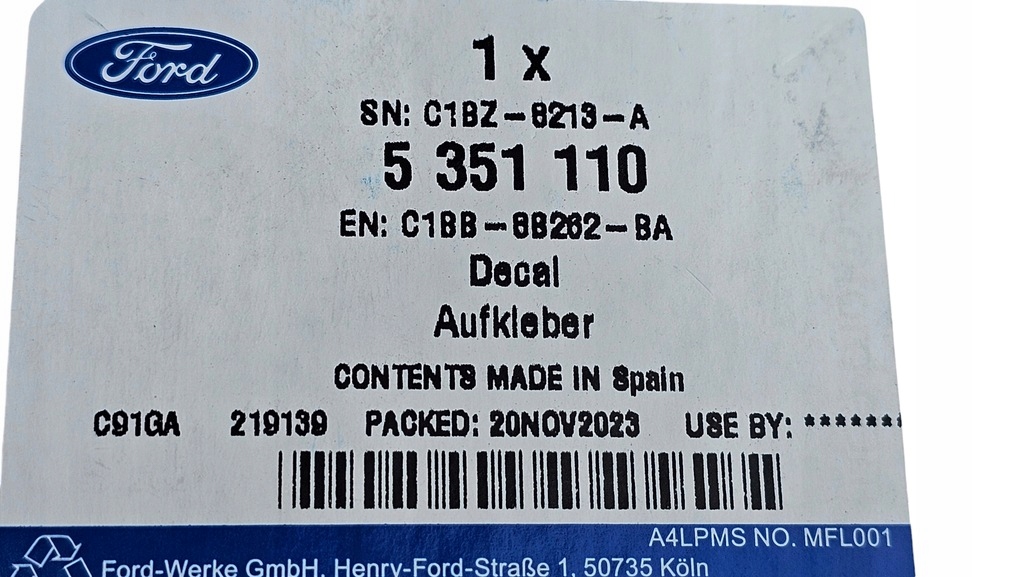 Ford
1 x
SN: C1BZ-8213-A
5 351 110
EN: C1BB-8B262-BA
Decal
Aufkleber
CONTENTS MADE IN Spain
C91GA 219139 PACKED: 20NOV2023 USE BY: *******
A4LPMS NO. MFL001
Ford-Werke GmbH, Henry-Ford-Straße 1, 50735 Köln